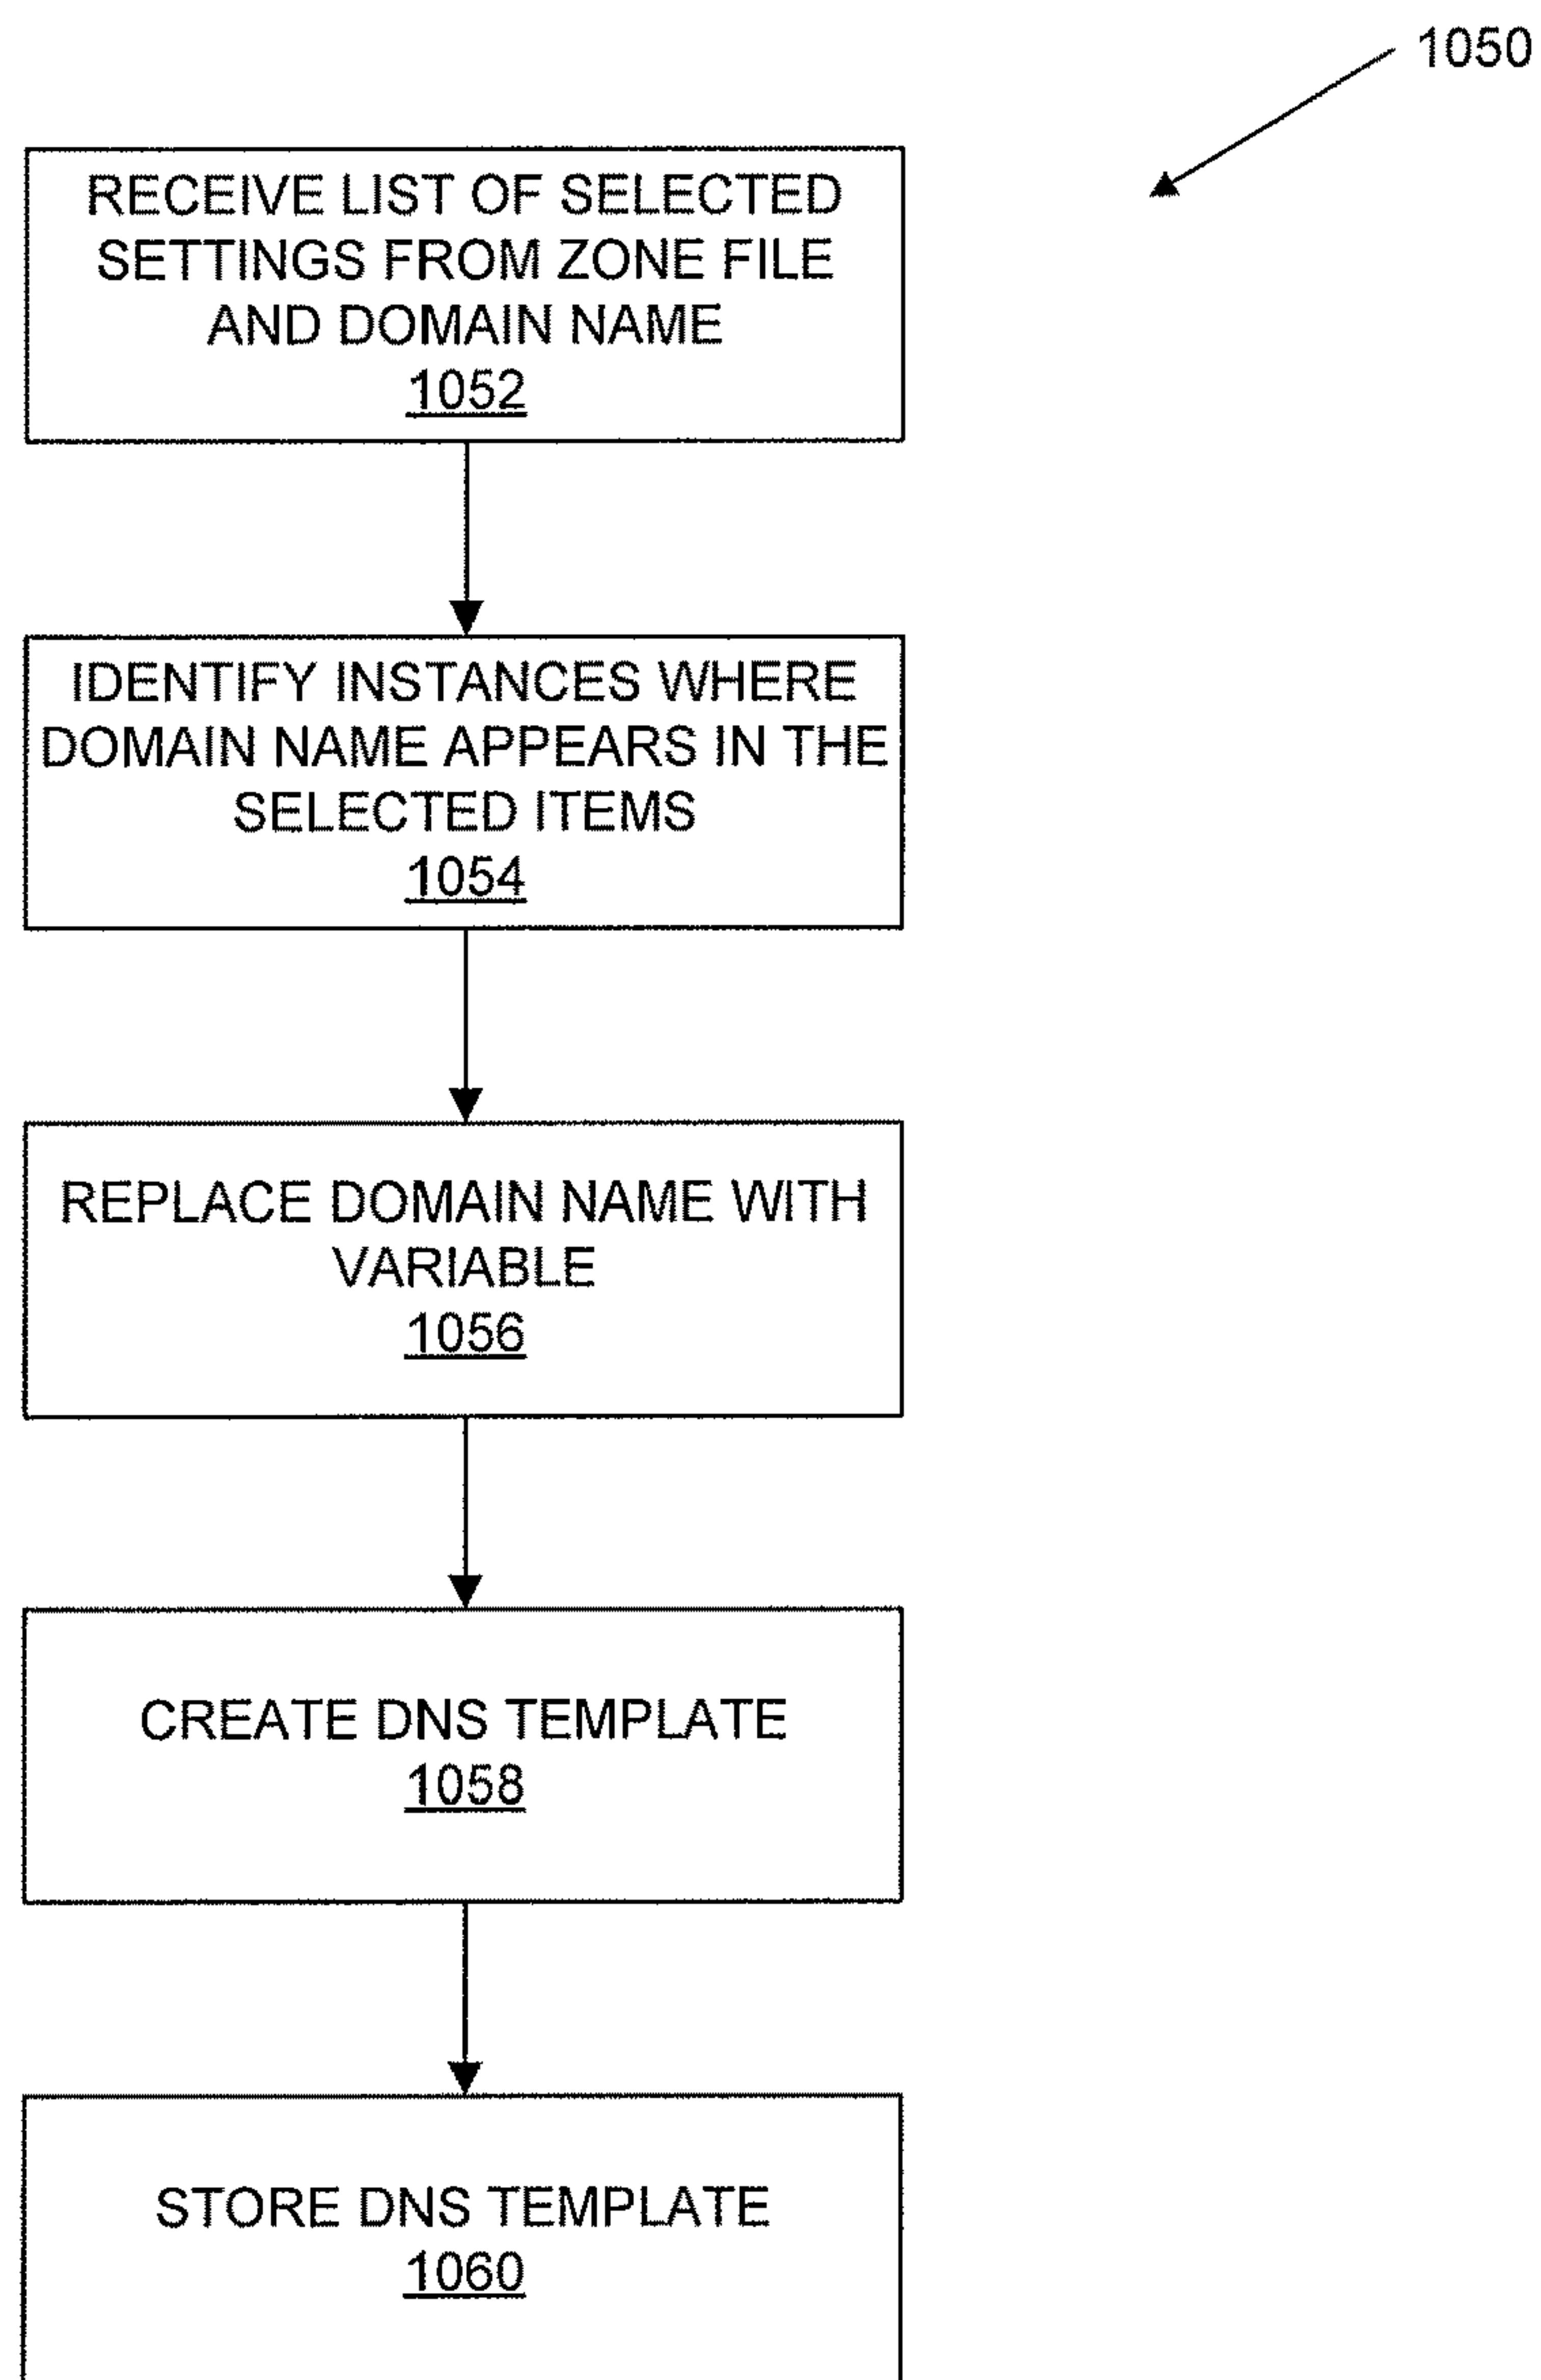 1050
RECEIVE LIST OF SELECTED
SETTINGS FROM ZONE FILE
AND DOMAIN NAME
1052
IDENTIFY INSTANCES WHERE
DOMAIN NAME APPEARS IN THE
SELECTED ITEMS
1054
REPLACE DOMAIN NAME WITH
VARIABLE
1056
CREATE DNS TEMPLATE
1058
STORE DNS TEMPLATE
1060